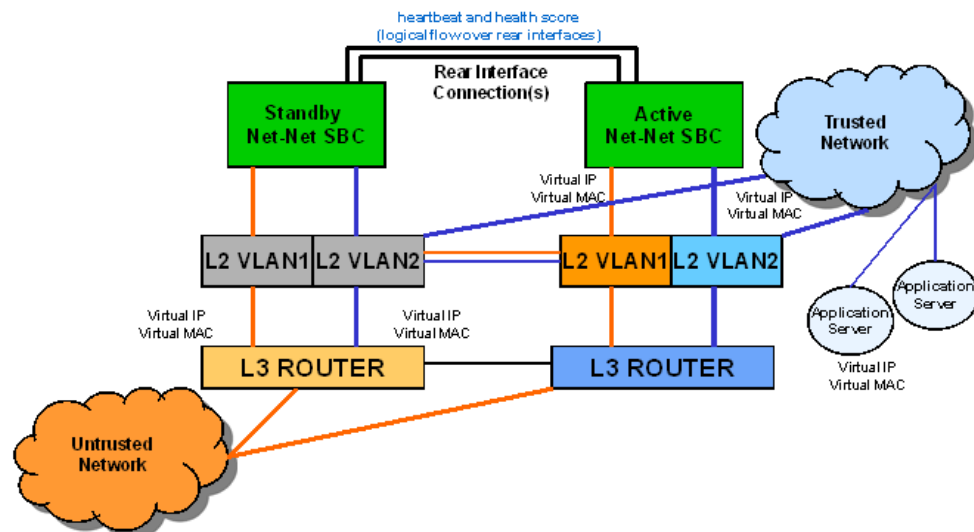 heartbeat and health score
(logical flow over rear interfaces)
Rear Interface
Connection(s)
Standby
Net-Net SBC
Active
Net-Net SBC
Trusted
Network
Virtual IP
Virtual MAC
Virtual IP
Virtual MAC
L2 VLAN1
L2 VLAN2
L2 VLAN1
L2 VLAN2
Application
Server
Application
Server
Virtual IP
Virtual MAC
Virtual IP
Virtual MAC
L3 ROUTER
L3 ROUTER
Virtual IP
Virtual MAC
Untrusted
Network